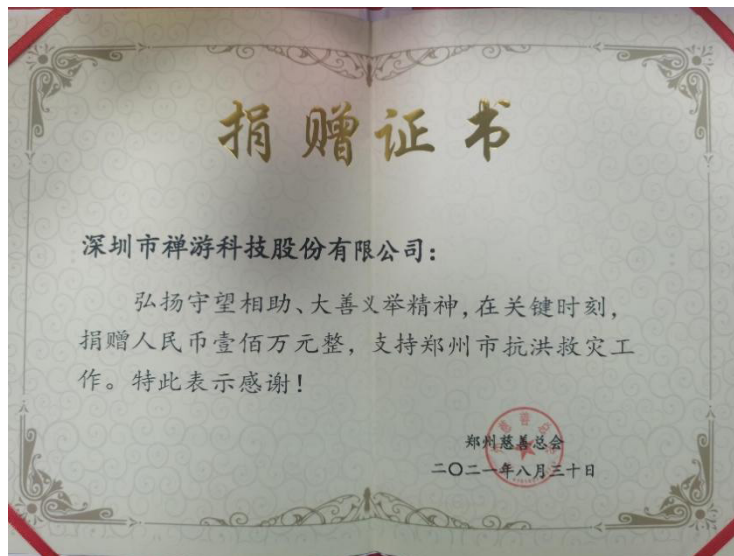 捐赠证书
深圳市禅游科技股份有限公司：
弘扬守望相助、大善义举精神，在关键时刻，
捐赠人民币壹佰万元整，支持郑州市抗洪救灾工
作。特此表示感谢！
郑州慈善总会
二〇二一年八月三十日